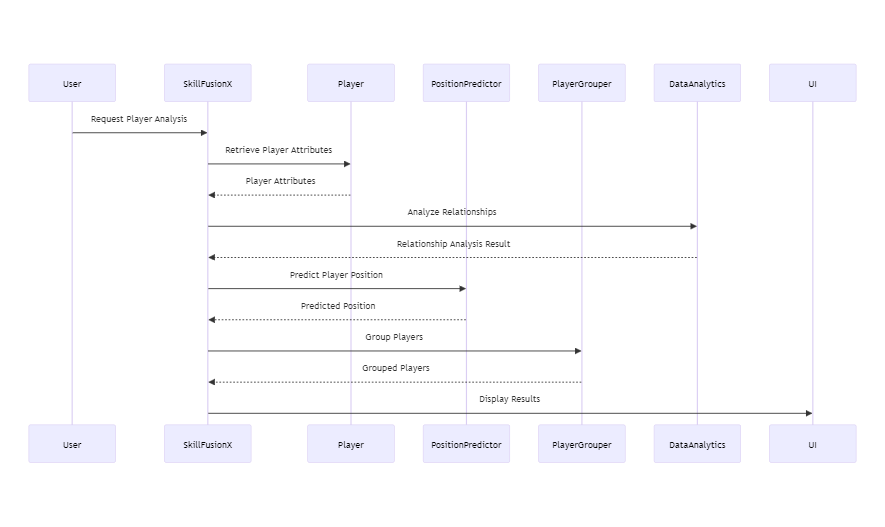 User
SkillFusionX
Player
PositionPredictor
PlayerGrouper
DataAnalytics
UI
Request Player Analysis
Retrieve Player Attributes
Player Attributes
Analyze Relationships
Relationship Analysis Result
Predict Player Position
Predicted Position
Group Players
Grouped Players
Display Results
User
SkillFusionX
Player
PositionPredictor
PlayerGrouper
DataAnalytics
UI